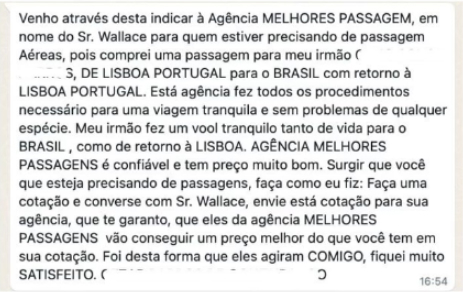 Venho através desta indicar à Agência MELHORES PASSAGEM, em
nome do Sr. Wallace para quem estiver precisando de passagem
Aéreas, pois comprei uma passagem para meu irmão (
S, DE LISBOA PORTUGAL para o BRASIL com retorno à
LISBOA PORTUGAL. Está agência fez todos os procedimentos
necessário para uma viagem tranquila e sem problemas de qualquer
espécie. Meu irmão fez um vool tranquilo tanto de vida para o
BRASIL , como de retorno à LISBOA. AGÊNCIA MELHORES
PASSAGENS é confiável e tem preço muito bom. Surgir que você
que esteja precisando de passagens, faça como eu fiz: Faça uma
cotação e converse com Sr. Wallace, envie está cotação para sua
agência, que te garanto, que eles da agência MELHORES
PASSAGENS vão conseguir um preço melhor do que você tem em
sua cotação. Foi desta forma que eles agiram COMIGO, fiquei muito
SATISFEITO. (
16:54